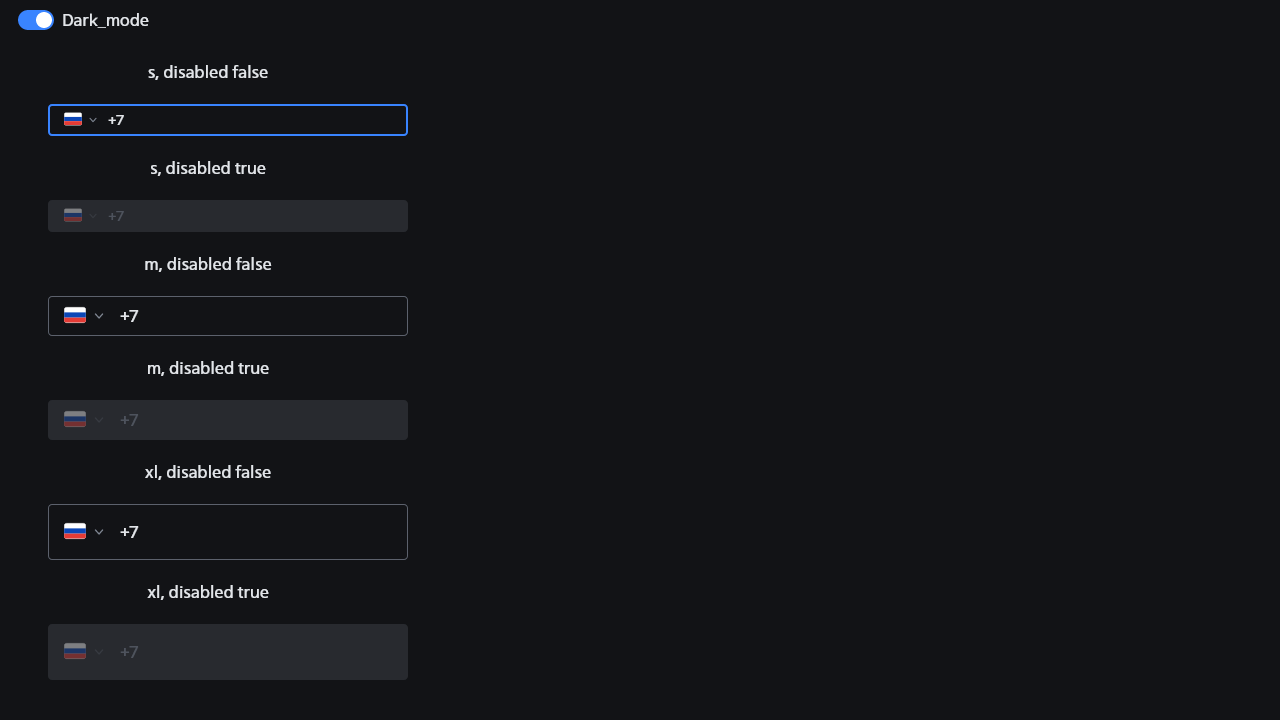 Dark_mode
s, disabled false
+7
s, disabled true
+7
m, disabled false
+7
m, disabled true
+7
xl, disabled false
+7
xl, disabled true
+7